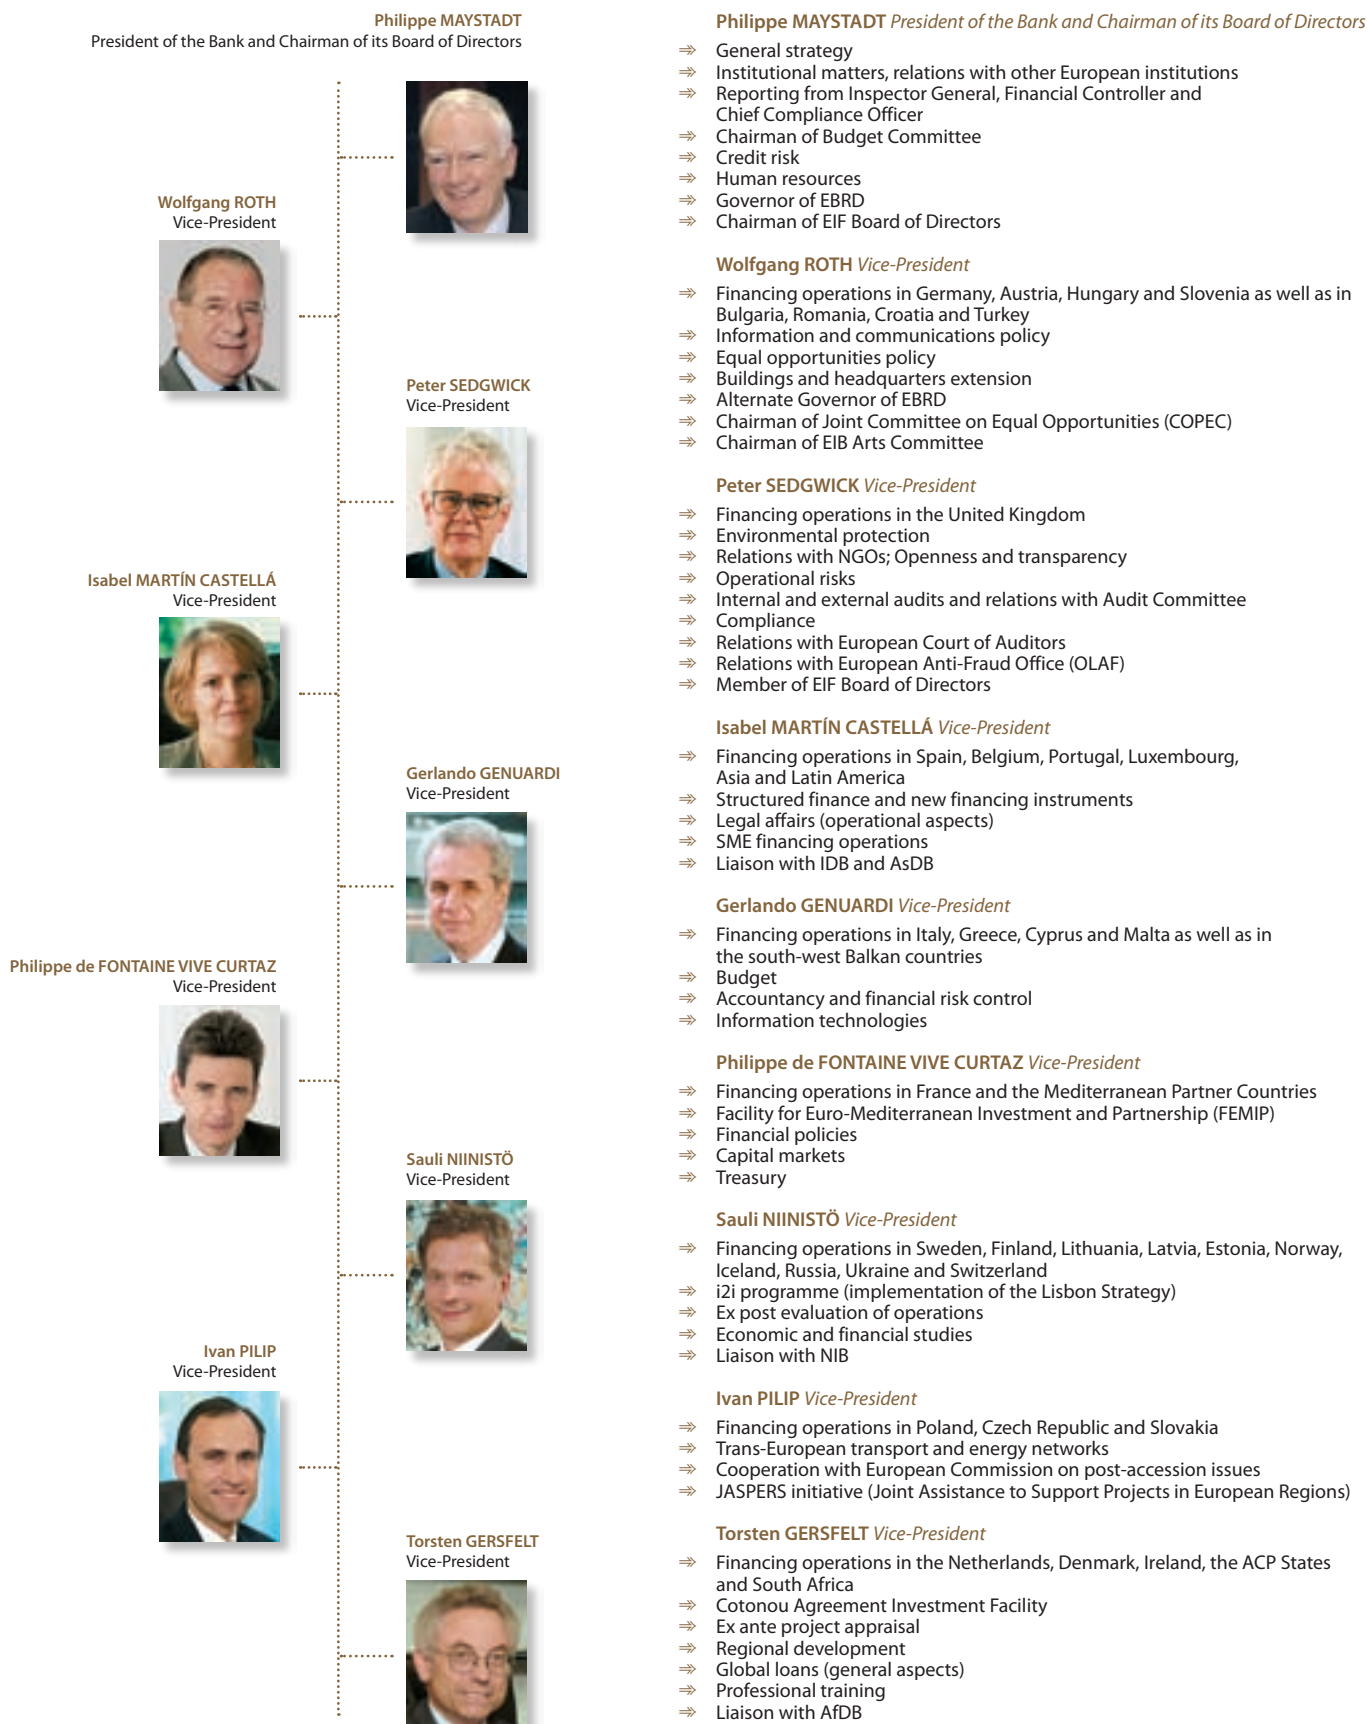 Philippe MAYSTADT
President of the Bank and Chairman of its Board of Directors
Wolfgang ROTH
Vice-President
Peter SEDGWICK
Vice-President
Isabel MARTÍN CASTELLÁ
Vice-President
Gerlando GENUARDI
Vice-President
Philippe de FONTAINE VIVE CURTAZ
Vice-President
Sauli NIINISTÖ
Vice-President
Ivan PILIP
Vice-President
Torsten GERSFELT
Vice-President
Philippe MAYSTADT President of the Bank and Chairman of its Board of Directors
⇒ General strategy
⇒ Institutional matters, relations with other European institutions
⇒ Reporting from Inspector General, Financial Controller and
Chief Compliance Officer
⇒ Chairman of Budget Committee
⇒ Credit risk
⇒ Human resources
⇒ Governor of EBRD
⇒ Chairman of EIF Board of Directors
Wolfgang ROTH Vice-President
⇒ Financing operations in Germany, Austria, Hungary and Slovenia as well as in
Bulgaria, Romania, Croatia and Turkey
⇒ Information and communications policy
⇒ Equal opportunities policy
⇒ Buildings and headquarters extension
⇒ Alternate Governor of EBRD
⇒ Chairman of Joint Committee on Equal Opportunities (COPEC)
⇒ Chairman of EIB Arts Committee
Peter SEDGWICK Vice-President
⇒ Financing operations in the United Kingdom
⇒ Environmental protection
⇒ Relations with NGOs; Openness and transparency
⇒ Operational risks
⇒ Internal and external audits and relations with Audit Committee
⇒ Compliance
⇒ Relations with European Court of Auditors
⇒ Relations with European Anti-Fraud Office (OLAF)
⇒ Member of EIF Board of Directors
Isabel MARTÍN CASTELLÁ Vice-President
⇒ Financing operations in Spain, Belgium, Portugal, Luxembourg,
Asia and Latin America
⇒ Structured finance and new financing instruments
⇒ Legal affairs (operational aspects)
⇒ SME financing operations
⇒ Liaison with IDB and AsDB
Gerlando GENUARDI Vice-President
⇒ Financing operations in Italy, Greece, Cyprus and Malta as well as in
the south-west Balkan countries
⇒ Budget
⇒ Accountancy and financial risk control
⇒ Information technologies
Philippe de FONTAINE VIVE CURTAZ Vice-President
⇒ Financing operations in France and the Mediterranean Partner Countries
⇒ Facility for Euro-Mediterranean Investment and Partnership (FEMIP)
⇒ Financial policies
⇒ Capital markets
⇒ Treasury
Sauli NIINISTÖ Vice-President
⇒ Financing operations in Sweden, Finland, Lithuania, Latvia, Estonia, Norway,
Iceland, Russia, Ukraine and Switzerland
⇒ i2i programme (implementation of the Lisbon Strategy)
⇒ Ex post evaluation of operations
⇒ Economic and financial studies
⇒ Liaison with NIB
Ivan PILIP Vice-President
⇒ Financing operations in Poland, Czech Republic and Slovakia
⇒ Trans-European transport and energy networks
⇒ Cooperation with European Commission on post-accession issues
⇒ JASPERS initiative (Joint Assistance to Support Projects in European Regions)
Torsten GERSFELT Vice-President
⇒ Financing operations in the Netherlands, Denmark, Ireland, the ACP States
and South Africa
⇒ Cotonou Agreement Investment Facility
⇒ Ex ante project appraisal
⇒ Regional development
⇒ Global loans (general aspects)
⇒ Professional training
⇒ Liaison with AfDB